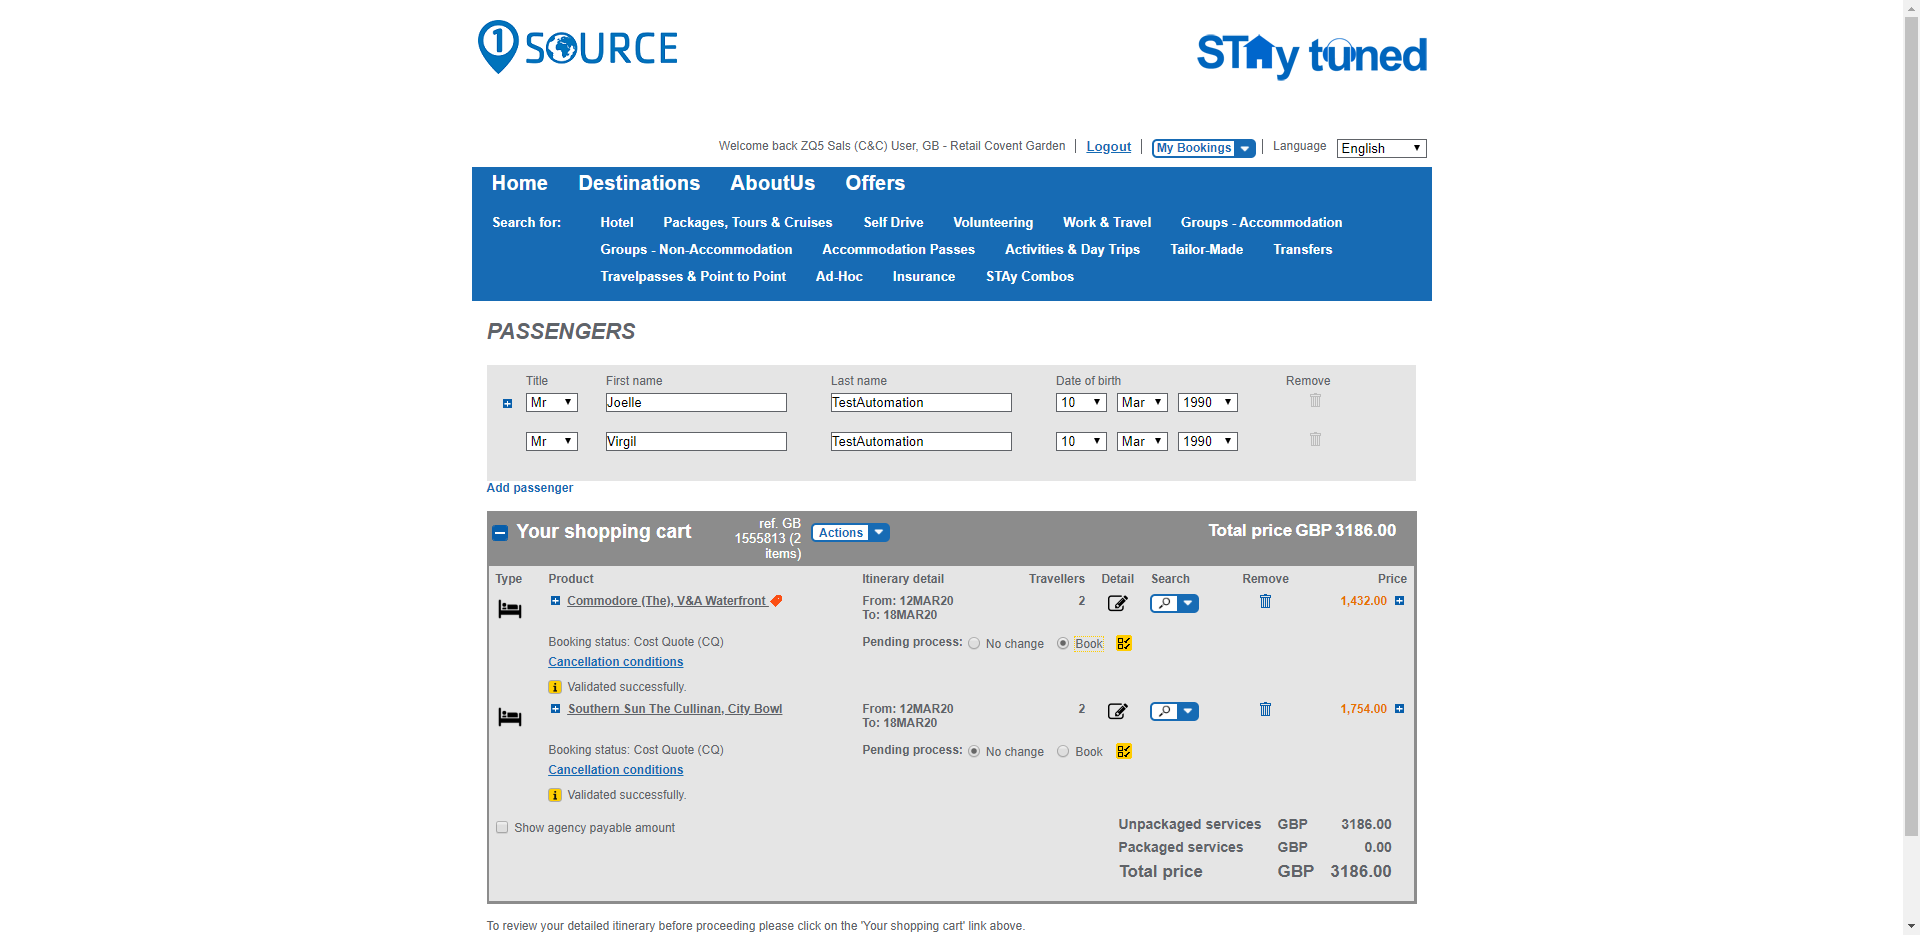 1 SOURCE
STAy tuned
Welcome back ZQ5 Sals (C&C) User, GB - Retail Covent Garden Logout My Bookings Language English
Home Destinations AboutUs Offers
Search for: Hotel Packages, Tours & Cruises Self Drive Volunteering Work & Travel Groups - Accommodation
Groups - Non-Accommodation Accommodation Passes Activities & Day Trips Tailor-Made Transfers
Travelpasses & Point to Point Ad-Hoc Insurance STAy Combos
PASSENGERS
Title First name Last name Date of birth Remove
Mr Joelle TestAutomation 10 Mar 1990
Mr Virgil TestAutomation 10 Mar 1990
Add passenger
Your shopping cart
ref. GB
1555813 (2
items)
Actions
Total price GBP 3186.00
Type Product Itinerary detail Travellers Detail Search Remove Price
Commodore (The), V&A Waterfront From: 12MAR20 2 1,432.00
To: 18MAR20
Booking status: Cost Quote (CQ) Pending process: No change Book
Cancellation conditions
Validated successfully.
Southern Sun The Cullinan, City Bowl From: 12MAR20 2 1,754.00
To: 18MAR20
Booking status: Cost Quote (CQ) Pending process: No change Book
Cancellation conditions
Validated successfully.
Show agency payable amount
Unpackaged services GBP 3186.00
Packaged services GBP 0.00
Total price GBP 3186.00
To review your detailed itinerary before proceeding please click on the 'Your shopping cart' link above.